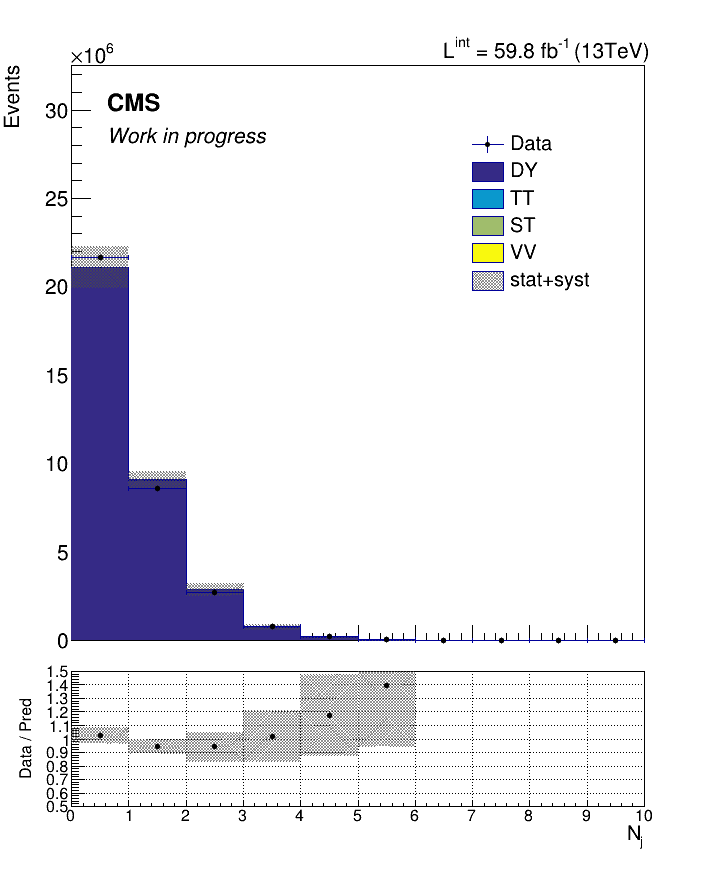 ×10⁶
L^int = 59.8 fb⁻¹ (13TeV)
Events
CMS
Work in progress
Data
DY
TT
ST
VV
stat+syst
30
25
20
15
10
5
0
Data / Pred
1.5
1.4
1.3
1.2
1.1
1
0.9
0.8
0.7
0.6
0.5
0 1 2 3 4 5 6 7 8 9 10
N_j